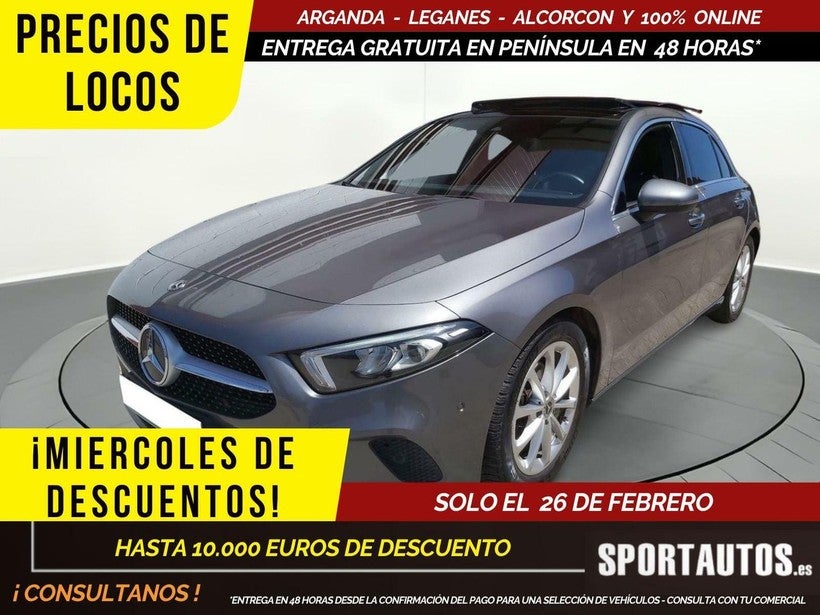 PRECIOS DE
LOCOS
ARGANDA - LEGANES - ALCORCON Y 100% ONLINE
ENTREGA GRATUITA EN PENÍNSULA EN 48 HORAS*
¡MIERCOLES DE
DESCUENTOS!
SOLO EL 26 DE FEBRERO
HASTA 10.000 EUROS DE DESCUENTO
SPORTAUTOS.es
¡ CONSULTANOS !
*ENTREGA EN 48 HORAS DESDE LA CONFIRMACIÓN DEL PAGO PARA UNA SELECCIÓN DE VEHÍCULOS - CONSULTA CON TU COMERCIAL